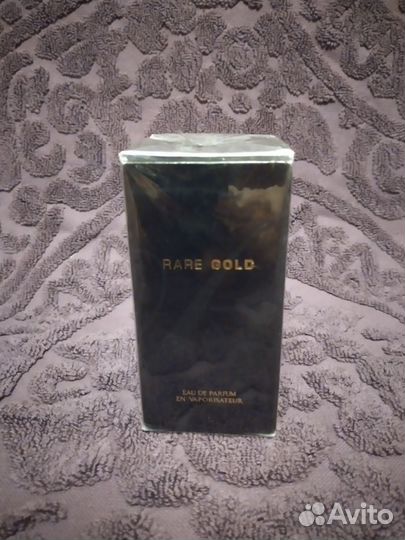 RARE GOLD
EAU DE PARFUM
EN VAPORISATEUR
Avito